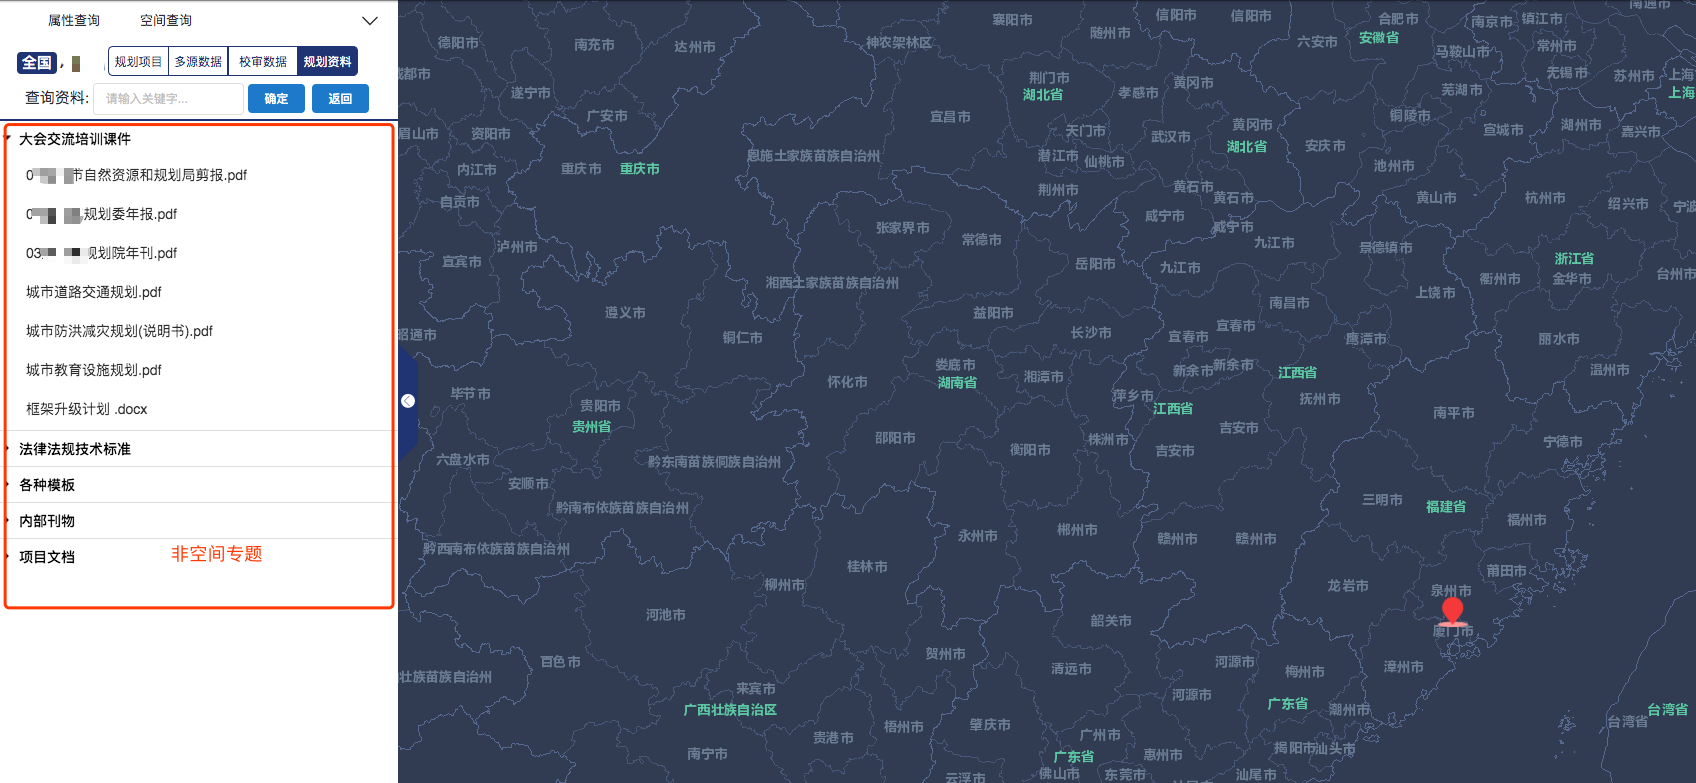 属性查询 空间查询
全国 , 规划项目 多源数据 校审数据 规划资料
查询资料: 请输入关键字... 确定 返回
大会交流培训课件
0 市自然资源和规划局剪报.pdf
0 规划委年报.pdf
03 规划院年刊.pdf
城市道路交通规划.pdf
城市防洪减灾规划(说明书).pdf
城市教育设施规划.pdf
框架升级计划 .docx
法律法规技术标准
各种模板
内部刊物
项目文档
非空间专题
襄阳市
信阳市
信阳市
合肥市
南京市
镇江市
南通市
德阳市
南充市
达州市
神农架林区
随州市
六安市
安徽省
马鞍山市
常州市
成都市
遂宁市
荆门市
湖北省
孝感市
黄冈市
芜湖市
无锡市
苏州市
上海
上海
广安市
宜昌市
天门市
武汉市
黄冈市
湖北省
安庆市
铜陵市
宣城市
湖州市
嘉兴市
眉山市
资阳市
内江市
重庆市
重庆市
恩施土家族苗族自治州
潜江市
仙桃市
池州市
自贡市
荆州市
黄石市
黄石市
黄山市
杭州市
绍兴市
宁波
泸州市
张家界市
常德市
咸宁市
咸宁市
九江市
景德镇市
宜宾市
岳阳市
九江市
浙江省
金华市
衢州市
台州市
湘西土家族苗族自治州
遵义市
益阳市
南昌市
上饶市
昭通市
铜仁市
长沙市
宜春市
宜春市
鹰潭市
丽水市
娄底市
湖南省
湘潭市
新余市
新余市
江西省
温州市
毕节市
贵阳市
贵州省
怀化市
萍乡市
江西省
抚州市
南平市
邵阳市
衡阳市
株洲市
吉安市
吉安市
宁德市
六盘水市
黔东南苗族侗族自治州
安顺市
黔南布依族苗族自治州
三明市
福建省
福州市
黔西南布依族苗族自治州
永州市
郴州市
赣州市
赣州市
桂林市
柳州市
龙岩市
莆田市
泉州市
河池市
韶关市
厦门市
百色市
贺州市
清远市
河源市
梅州市
漳州市
壮族苗族自治州
来宾市
广西壮族自治区
河源市
广东省
潮州市
台湾省
台湾省
梧州市
肇庆市
贵港市
广州市
揭阳市
汕头市
南宁市
广东省
惠州市
云浮市
佛山市
东莞市
汕尾市